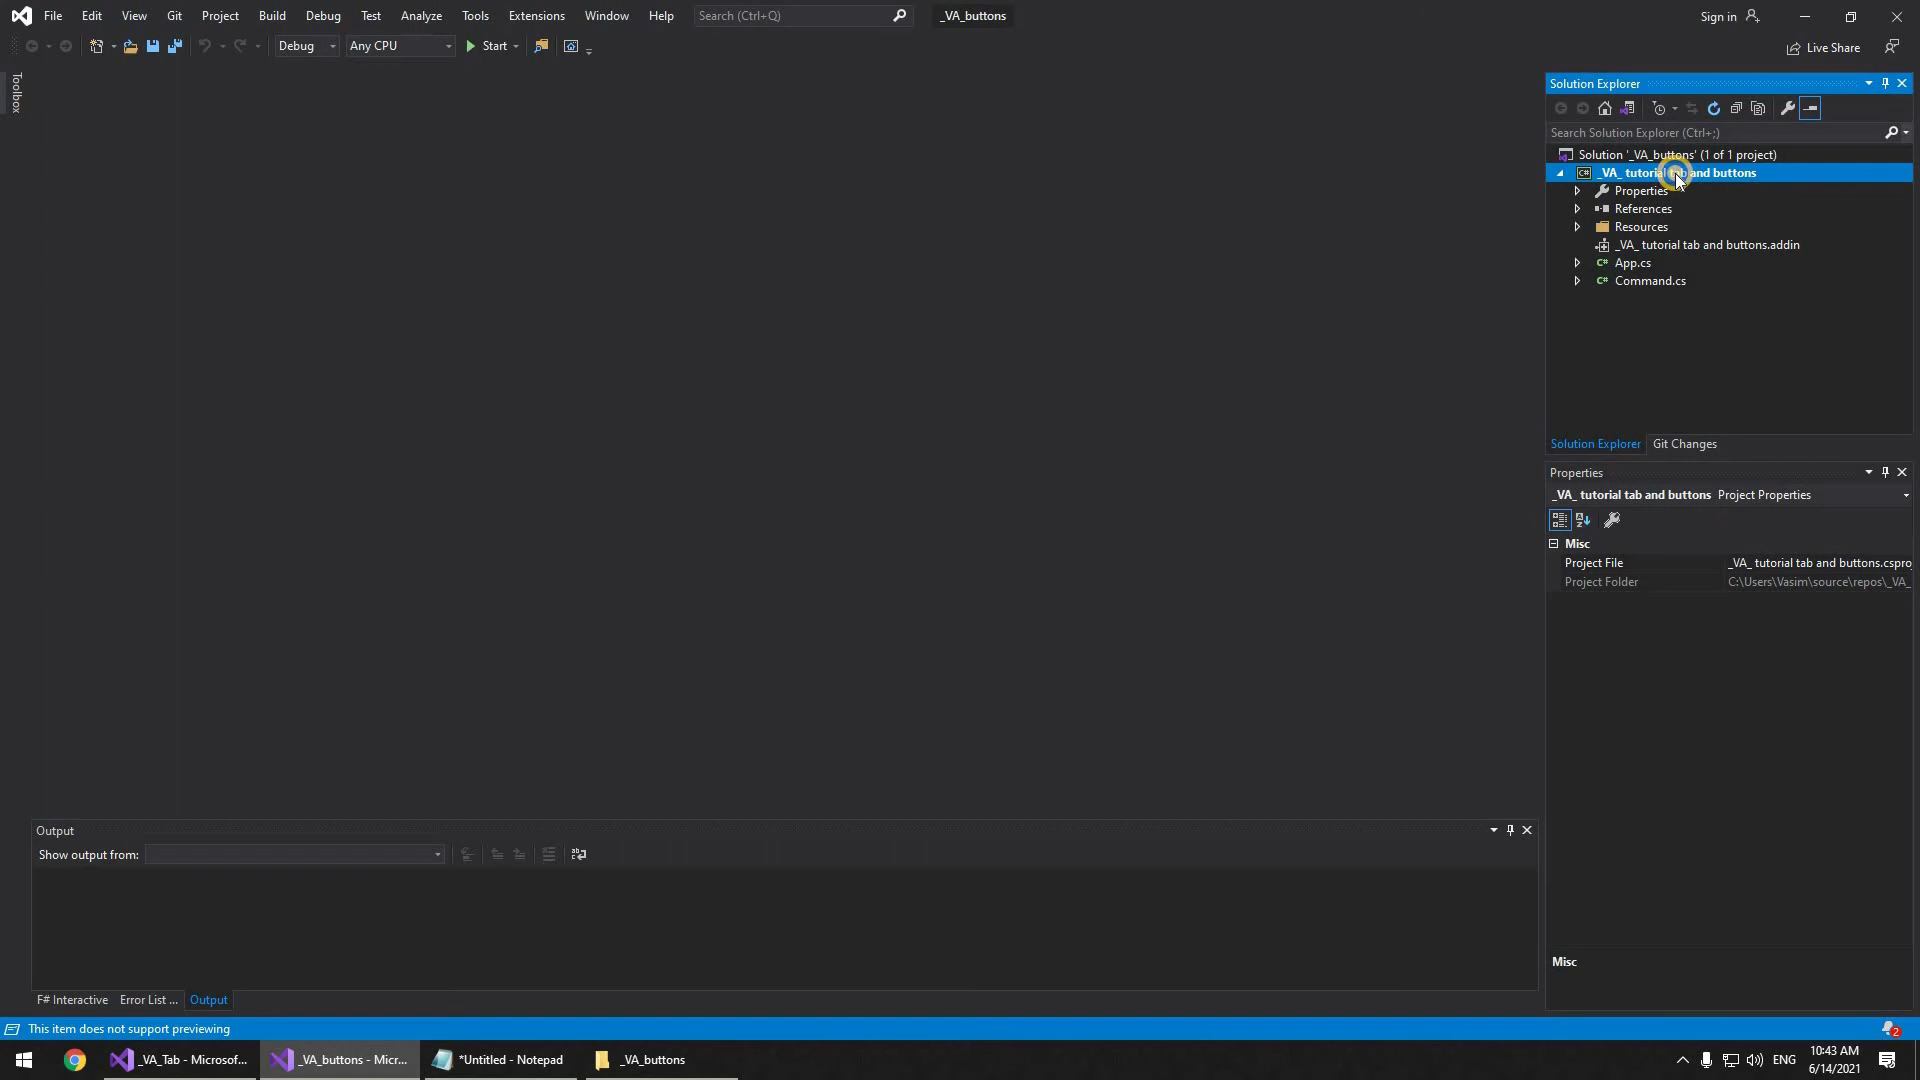 File Edit View Git Project Build Debug Test Analyze Tools Extensions Window Help Search (Ctrl+Q) _VA_buttons Sign in
Debug Any CPU Start Live Share
Toolbox
Solution Explorer
Search Solution Explorer (Ctrl+;)
Solution '_VA_buttons' (1 of 1 project)
C# _VA_ tutorial tab and buttons
Properties
References
Resources
_VA_ tutorial tab and buttons.addin
C# App.cs
C# Command.cs
Solution Explorer Git Changes
Properties
_VA_ tutorial tab and buttons Project Properties
Misc
Project File _VA_ tutorial tab and buttons.csproj
Project Folder C:\Users\Vasim\source\repos\_VA_
Misc
Output
Show output from:
F# Interactive Error List ... Output
This item does not support previewing 2
_VA_Tab - Microsof... _VA_buttons - Micr... *Untitled - Notepad _VA_buttons ENG 10:43 AM
6/14/2021